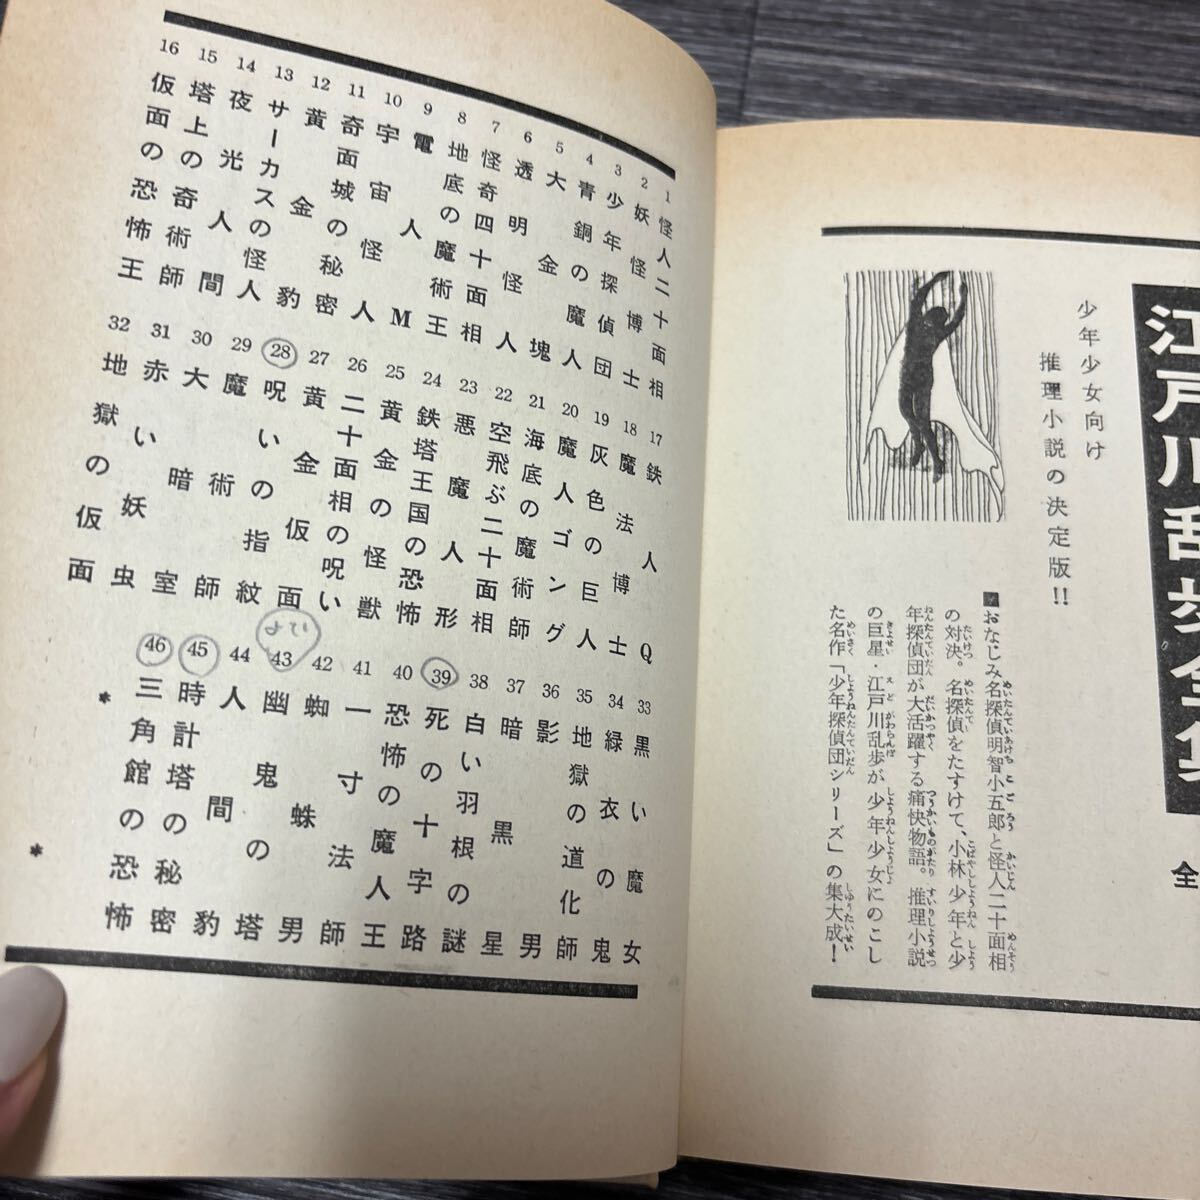 江戸川乱歩全集
全
少年少女向け
推理小説の決定版!!
■おなじみ名探偵明智小五郎と怪人二十面相
の対決。名探偵をたすけて、小林少年と少
年探偵団が大活躍する痛快物語。推理小説
の巨星・江戸川乱歩が少年少女にのこし
た名作「少年探偵団シリーズ」の集大成!
1 怪人二十面相
2 妖怪博士
3 少年探偵団
4 青銅の魔人
5 大金塊
6 透明怪人
7 怪奇四十面相
8 地底の魔術王
9 電人M
10 宇宙怪人
11 奇面城の秘密
12 黄金豹
13 サーカスの怪人
14 夜光人間
15 塔上の奇術師
16 仮面の恐怖王
17 鉄人Q
18 魔法博士
19 灰色の巨人
20 魔人ゴング
21 海底の魔術師
22 空飛ぶ二十面相
23 悪魔人形
24 鉄塔王国の恐怖
25 黄金の怪獣
26 二十面相の呪い
27 黄金仮面
28 呪いの指紋
29 魔術師
30 大暗室
31 赤い妖虫
32 地獄の仮面
33 黒い魔女
34 緑衣の鬼
35 地獄の道化師
36 影男
37 暗黒星
38 白い羽根の謎
39 死の十字路
40 恐怖の魔人王
41 一寸法師
42 蜘蛛男
43 幽鬼の塔
44 人間豹
45 時計塔の秘密
46 三角館の恐怖
*
*